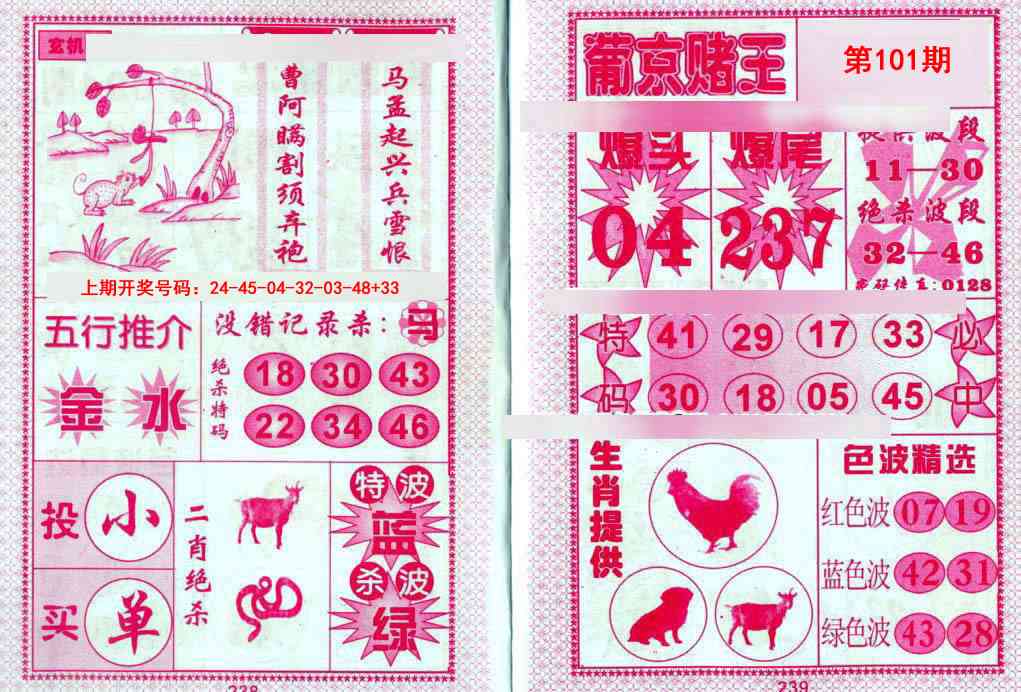 玄机
马孟起兴兵雪恨
曹阿瞒割须弃袍
上期开奖号码：24-45-04-32-03-48+33
五行推介
金 水
没错记录杀：马
绝杀特码
18 30 43
22 34 46
投 小
买 单
二肖绝杀
特波
蓝
杀波
绿
238
葡京赌王
第101期
爆头
04
爆尾
237
提供波段
11—30
绝杀波段
32—46
0128
特码
41 29 17 33
30 18 05 45
必中
生肖提供
色波精选
红色波 07 19
蓝色波 42 31
绿色波 43 28
239